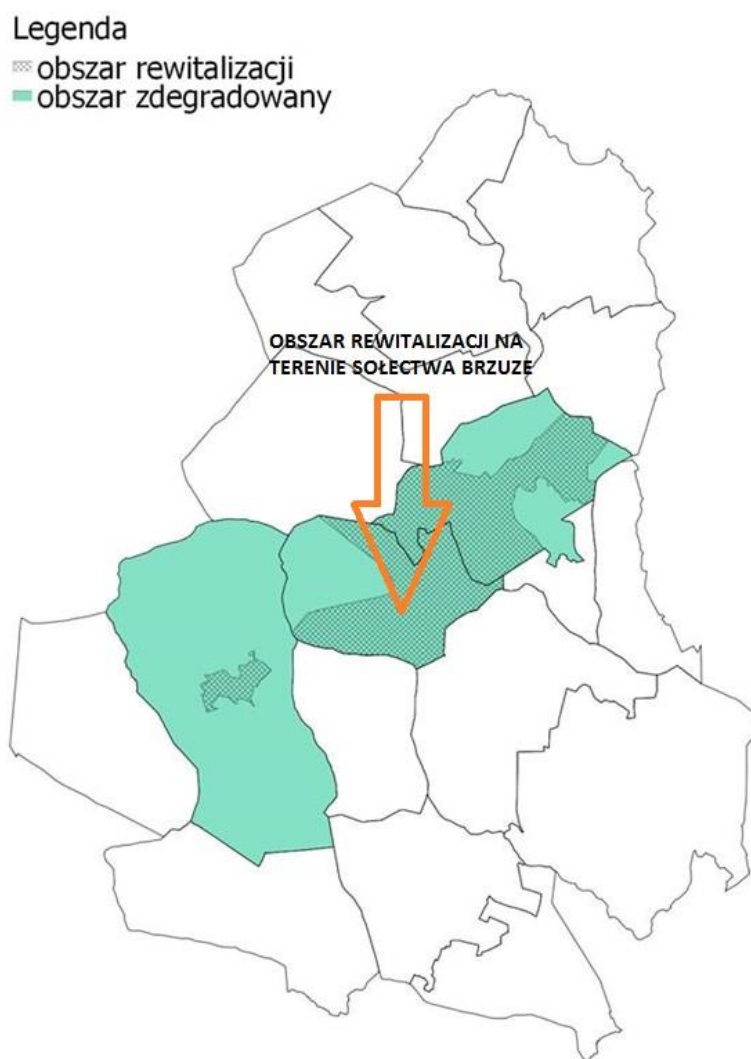 Legenda
obszar rewitalizacji
obszar zdegradowany
OBSZAR REWITALIZACJI NA
TERENIE SOŁECTWA BRZUZE